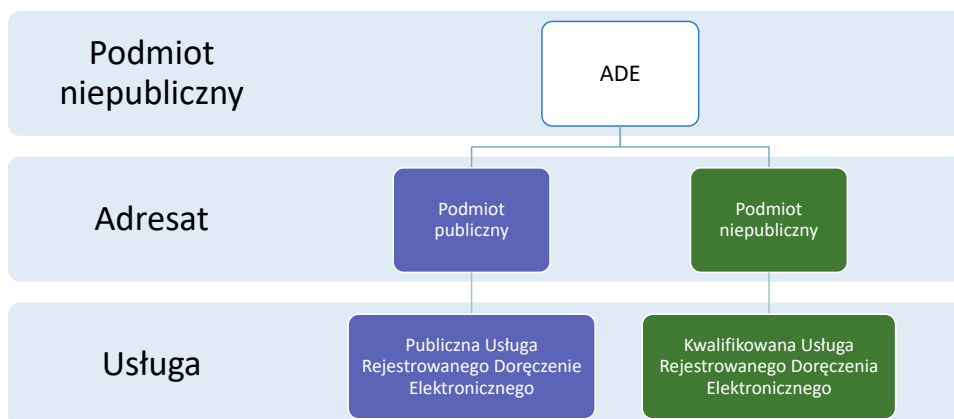 Podmiot
niepubliczny
ADE
Adresat
Podmiot
publiczny
Podmiot
niepubliczny
Usługa
Publiczna Usługa
Rejestrowanego Doręczenie
Elektronicznego
Kwalifikowana Usługa
Rejestrowanego Doręczenia
Elektronicznego